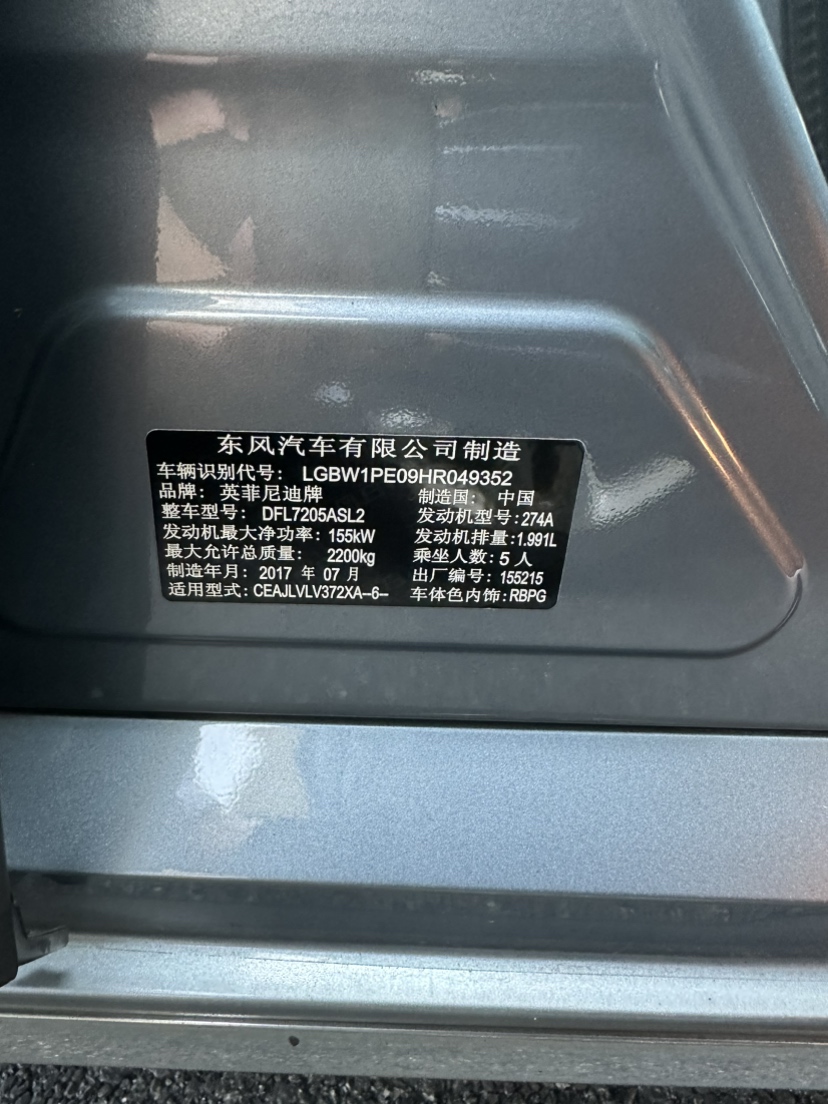 东风汽车有限公司制造
车辆识别代号: LGBW1PE09HR049352
品牌: 英菲尼迪牌 制造国: 中国
整车型号: DFL7205ASL2 发动机型号:274A
发动机最大净功率: 155kW 发动机排量:1.991L
最大允许总质量: 2200kg 乘坐人数:5 人
制造年月: 2017 年 07 月 出厂编号: 155215
适用型式:CEAJLVLV372XA--6-- 车体色内饰:RBPG